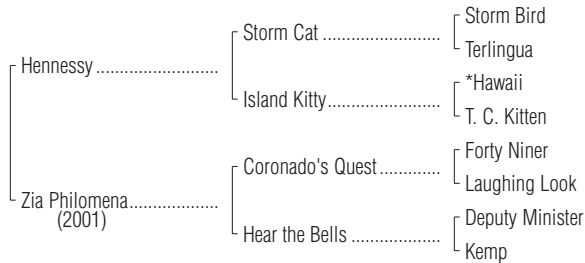 Storm Bird
Storm Cat ..............................
Terlingua
Hennessy ...............................
*Hawaii
Island Kitty .............................
T. C. Kitten
Forty Niner
Coronado's Quest ...............
Laughing Look
Zia Philomena .......................
(2001)
Deputy Minister
Hear the Bells .......................
Kemp